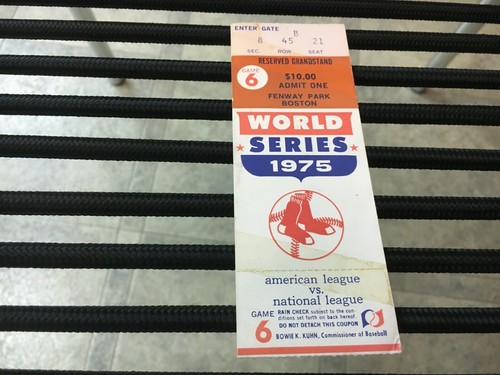 ENTER GATE
B
8 45 21
SEC. ROW SEAT
RESERVED GRANDSTAND
GAME 6
$10.00
ADMIT ONE
FENWAY PARK
BOSTON
WORLD
SERIES
1975
american league
vs.
national league
GAME 6
RAIN CHECK subject to the con-
ditions set forth on back hereof.
DO NOT DETACH THIS COUPON
BOWIE K. KUHN, Commissioner of Baseball